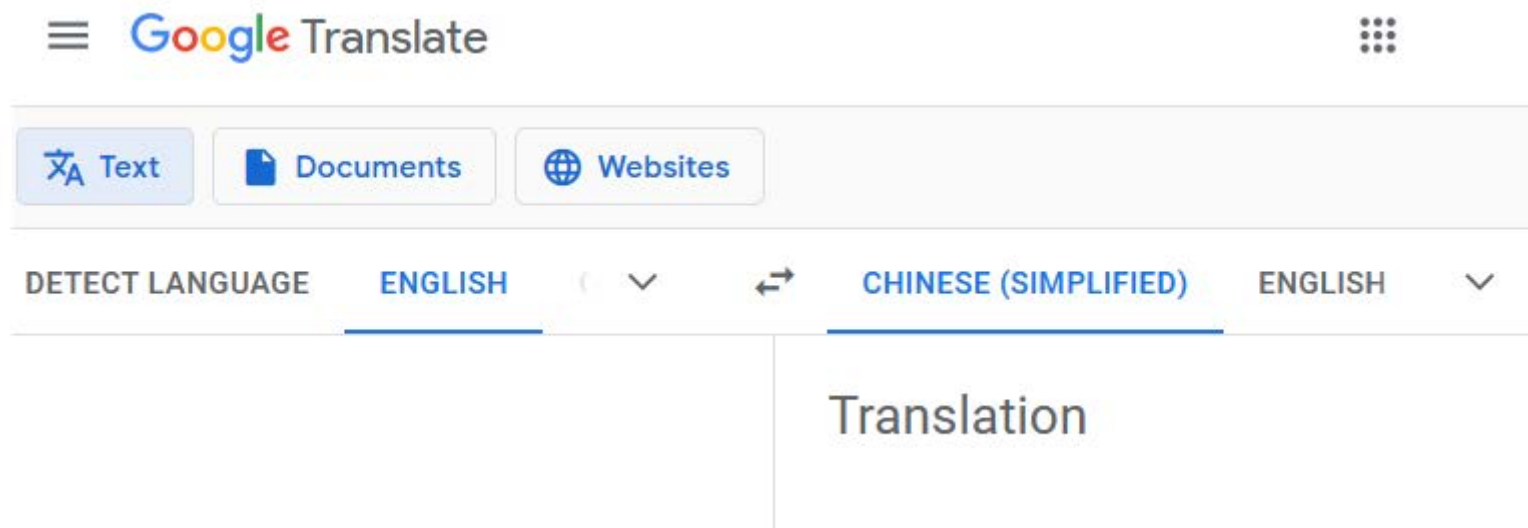 Google Translate
Text Documents Websites
DETECT LANGUAGE ENGLISH CHINESE (SIMPLIFIED) ENGLISH
Translation